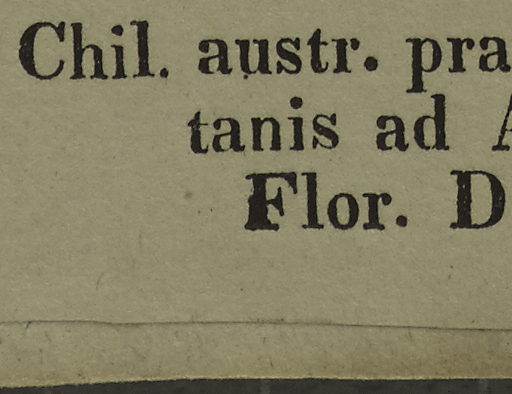 Chil. austr. pra
tanis ad
Flor. D